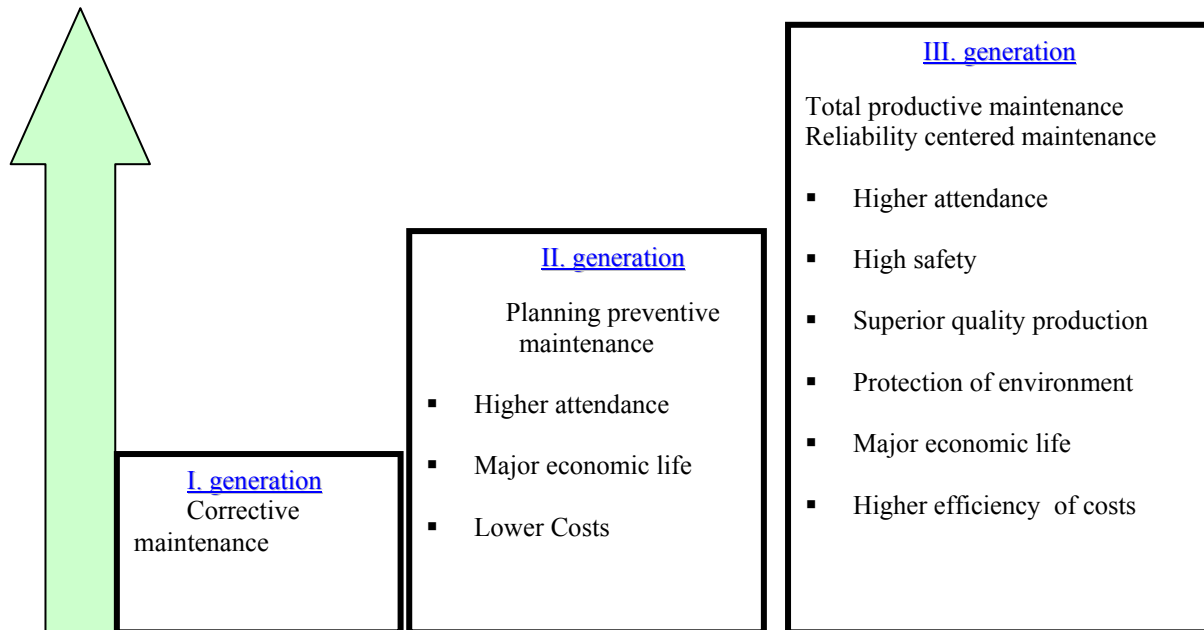 I. generation
Corrective
maintenance
II. generation
Planning preventive
maintenance
▪ Higher attendance
▪ Major economic life
▪ Lower Costs
III. generation
Total productive maintenance
Reliability centered maintenance
▪ Higher attendance
▪ High safety
▪ Superior quality production
▪ Protection of environment
▪ Major economic life
▪ Higher efficiency of costs